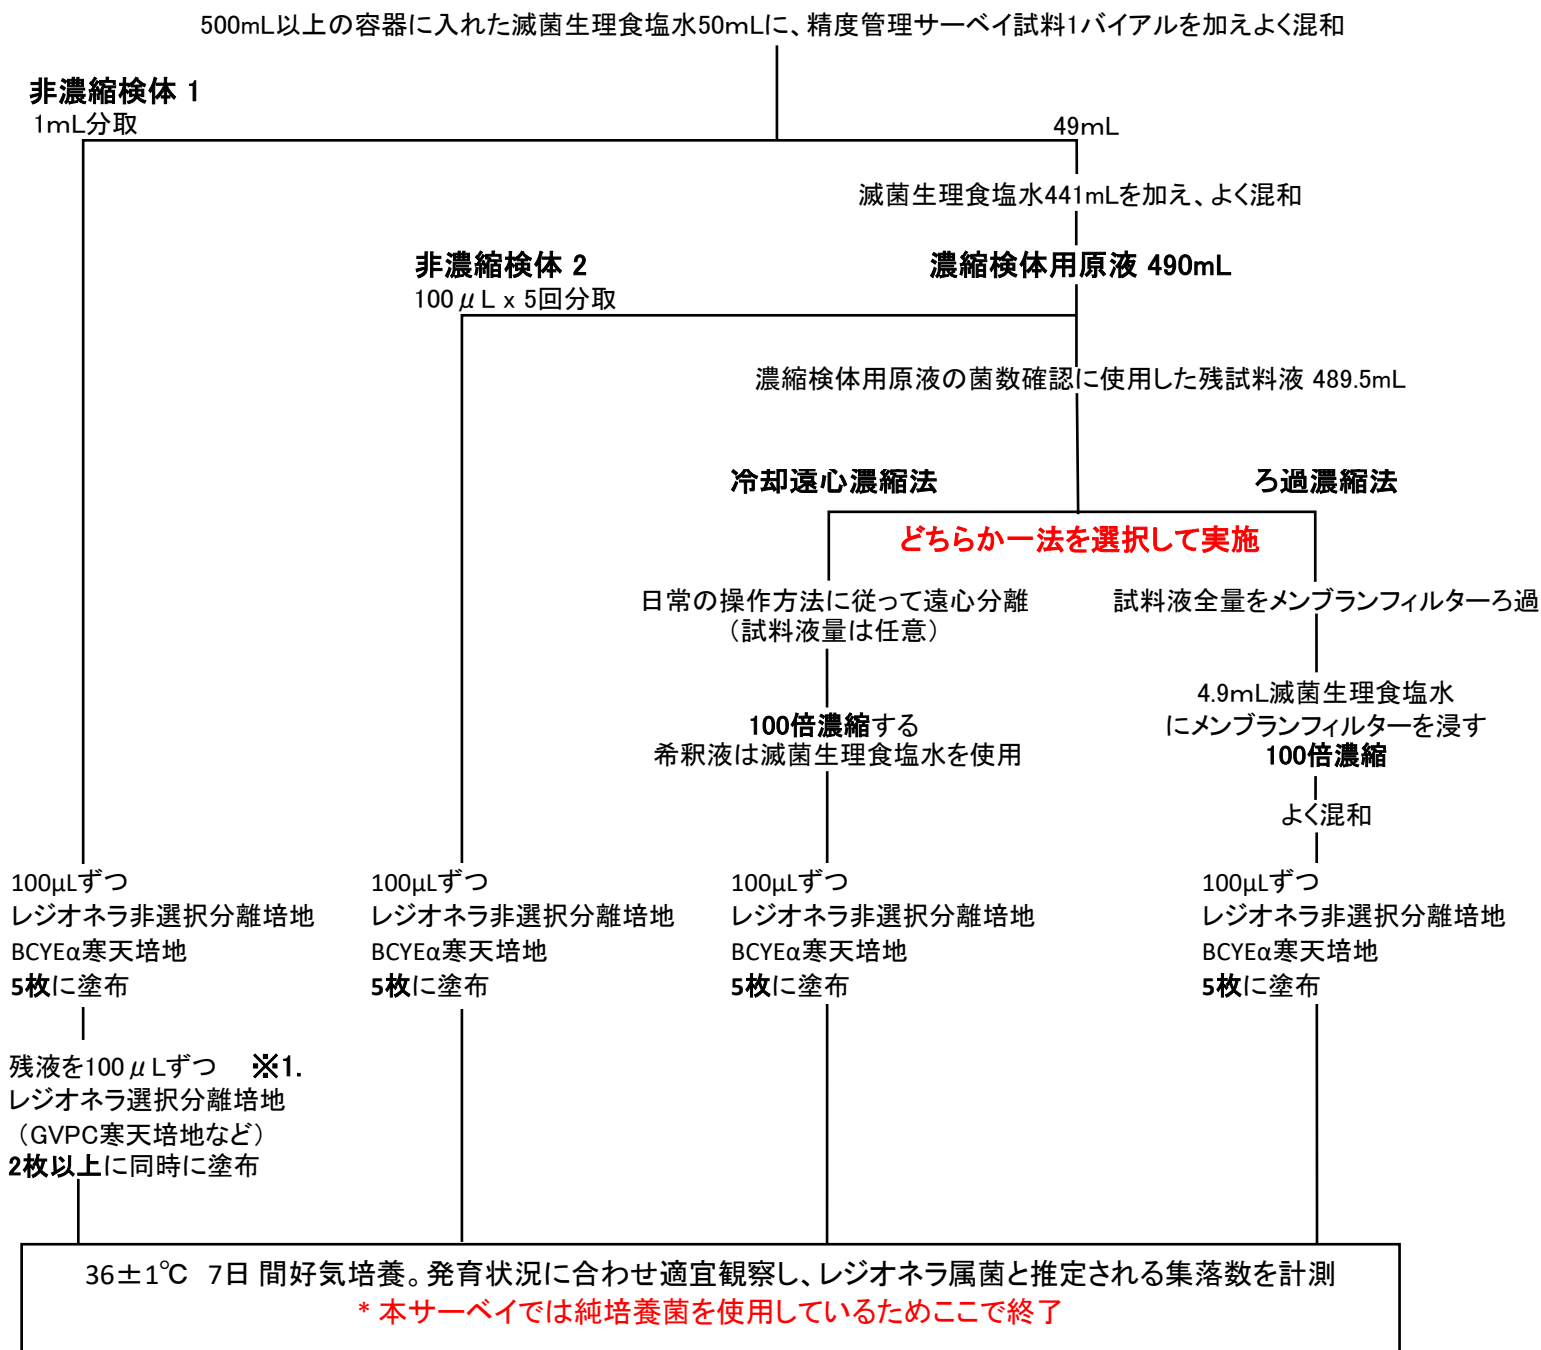 500mL以上の容器に入れた滅菌生理食塩水50mLに、精度管理サーベイ試料1バイアルを加えよく混和
非濃縮検体 1
1mL分取
49mL
滅菌生理食塩水441mLを加え、よく混和
非濃縮検体 2
100μL x 5回分取
濃縮検体用原液 490mL
濃縮検体用原液の菌数確認に使用した残試料液 489.5mL
冷却遠心濃縮法
ろ過濃縮法
どちらか一法を選択して実施
日常の操作方法に従って遠心分離
（試料液量は任意）
100倍濃縮する
希釈液は滅菌生理食塩水を使用
試料液全量をメンブランフィルターろ過
4.9mL滅菌生理食塩水
にメンブランフィルターを浸す
100倍濃縮
よく混和
100μLずつ
レジオネラ非選択分離培地
BCYEα寒天培地
5枚に塗布
残液を100μLずつ ※1.
レジオネラ選択分離培地
（GVPC寒天培地など）
2枚以上に同時に塗布
100μLずつ
レジオネラ非選択分離培地
BCYEα寒天培地
5枚に塗布
100μLずつ
レジオネラ非選択分離培地
BCYEα寒天培地
5枚に塗布
100μLずつ
レジオネラ非選択分離培地
BCYEα寒天培地
5枚に塗布
36±1℃ 7日間好気培養。発育状況に合わせ適宜観察し、レジオネラ属菌と推定される集落数を計測
* 本サーベイでは純培養菌を使用しているためここで終了